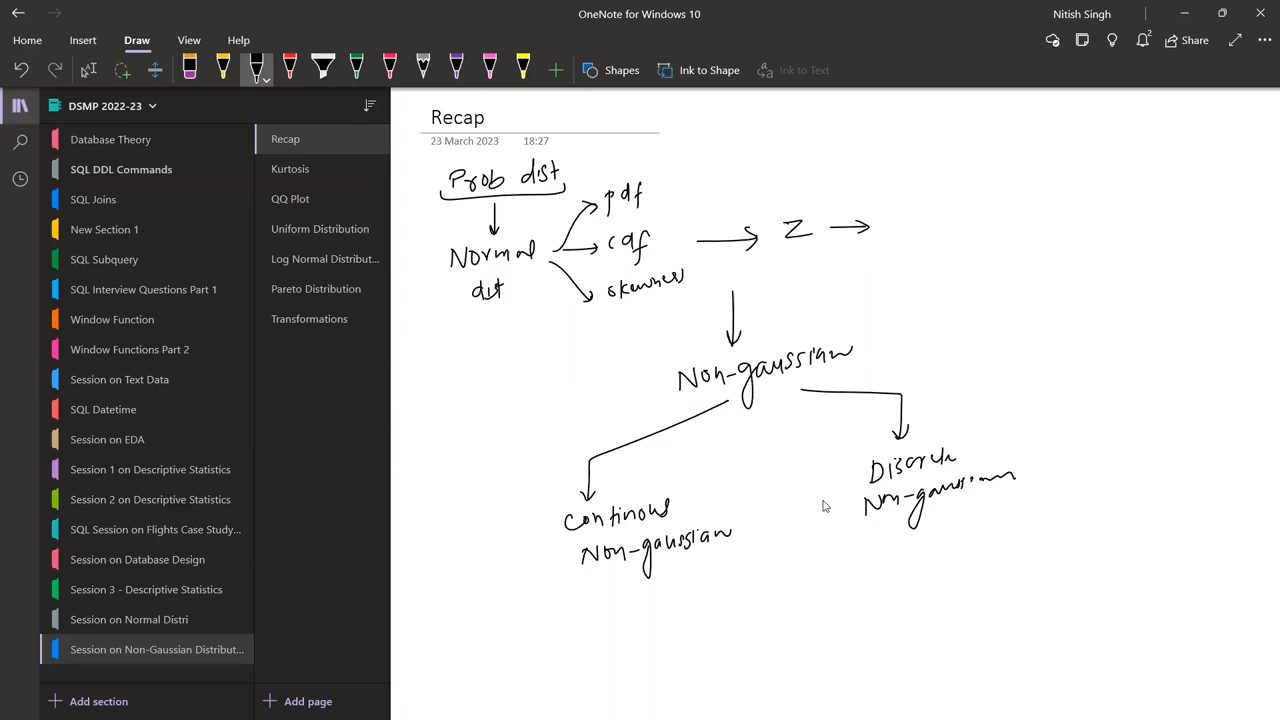 OneNote for Windows 10
Nitish Singh
Home
Insert
Draw
View
Help
Share
Shapes
Ink to Shape
Ink to Text
DSMP 2022-23
Database Theory
SQL DDL Commands
SQL Joins
New Section 1
SQL Subquery
SQL Interview Questions Part 1
Window Function
Window Functions Part 2
Session on Text Data
SQL Datetime
Session on EDA
Session 1 on Descriptive Statistics
Session 2 on Descriptive Statistics
SQL Session on Flights Case Study...
Session on Database Design
Session 3 - Descriptive Statistics
Session on Normal Distri
Session on Non-Gaussian Distribut...
Add section
Recap
Kurtosis
QQ Plot
Uniform Distribution
Log Normal Distribut...
Pareto Distribution
Transformations
Add page
Recap
23 March 2023 18:27
Prob dist
Normal
dist
pdf
cdf
skewness
Z
Non-gaussian
Continous
Non-gaussian
Discrete
Non-gaussian